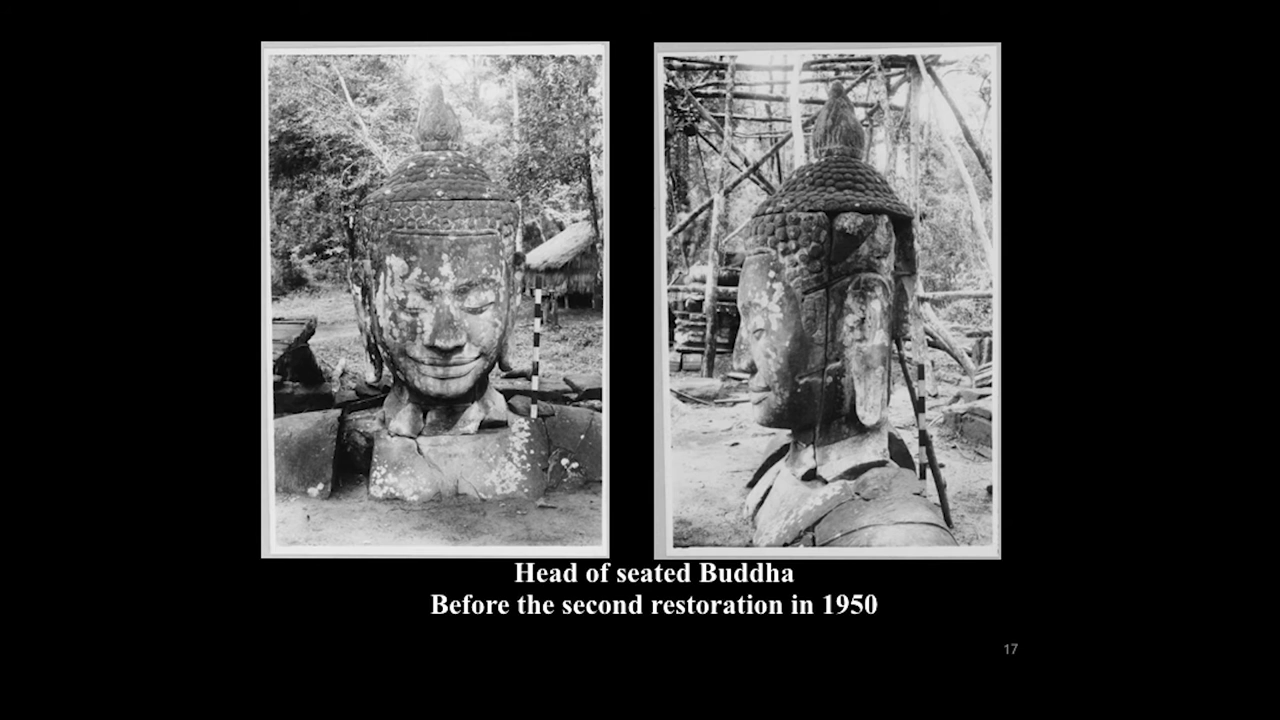 Head of seated Buddha
Before the second restoration in 1950
17